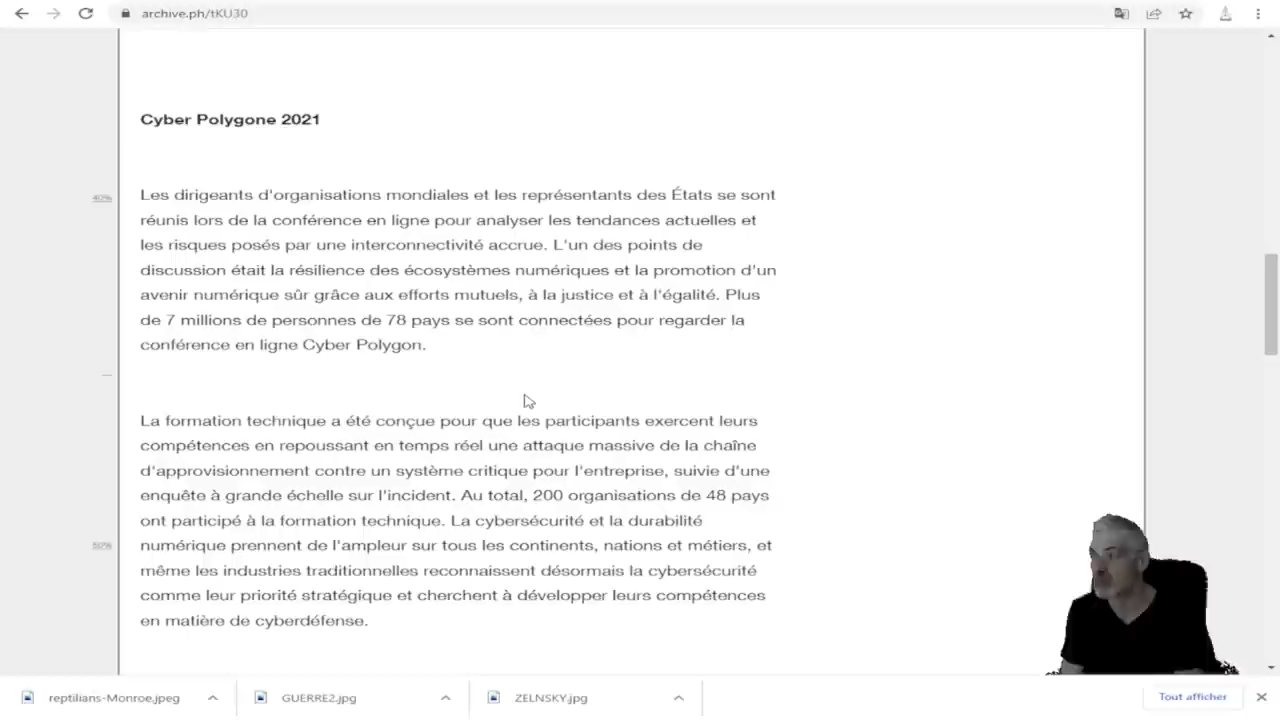 archive.ph/tKU30
Cyber Polygone 2021
40%
Les dirigeants d'organisations mondiales et les représentants des États se sont
réunis lors de la conférence en ligne pour analyser les tendances actuelles et
les risques posés par une interconnectivité accrue. L'un des points de
discussion était la résilience des écosystèmes numériques et la promotion d'un
avenir numérique sûr grâce aux efforts mutuels, à la justice et à l'égalité. Plus
de 7 millions de personnes de 78 pays se sont connectées pour regarder la
conférence en ligne Cyber Polygon.
La formation technique a été conçue pour que les participants exercent leurs
compétences en repoussant en temps réel une attaque massive de la chaîne
d'approvisionnement contre un système critique pour l'entreprise, suivie d'une
enquête à grande échelle sur l'incident. Au total, 200 organisations de 48 pays
ont participé à la formation technique. La cybersécurité et la durabilité
50%
numérique prennent de l'ampleur sur tous les continents, nations et métiers, et
même les industries traditionnelles reconnaissent désormais la cybersécurité
comme leur priorité stratégique et cherchent à développer leurs compétences
en matière de cyberdéfense.
reptilians-Monroe.jpeg
GUERRE2.jpg
ZELNSKY.jpg
Tout afficher